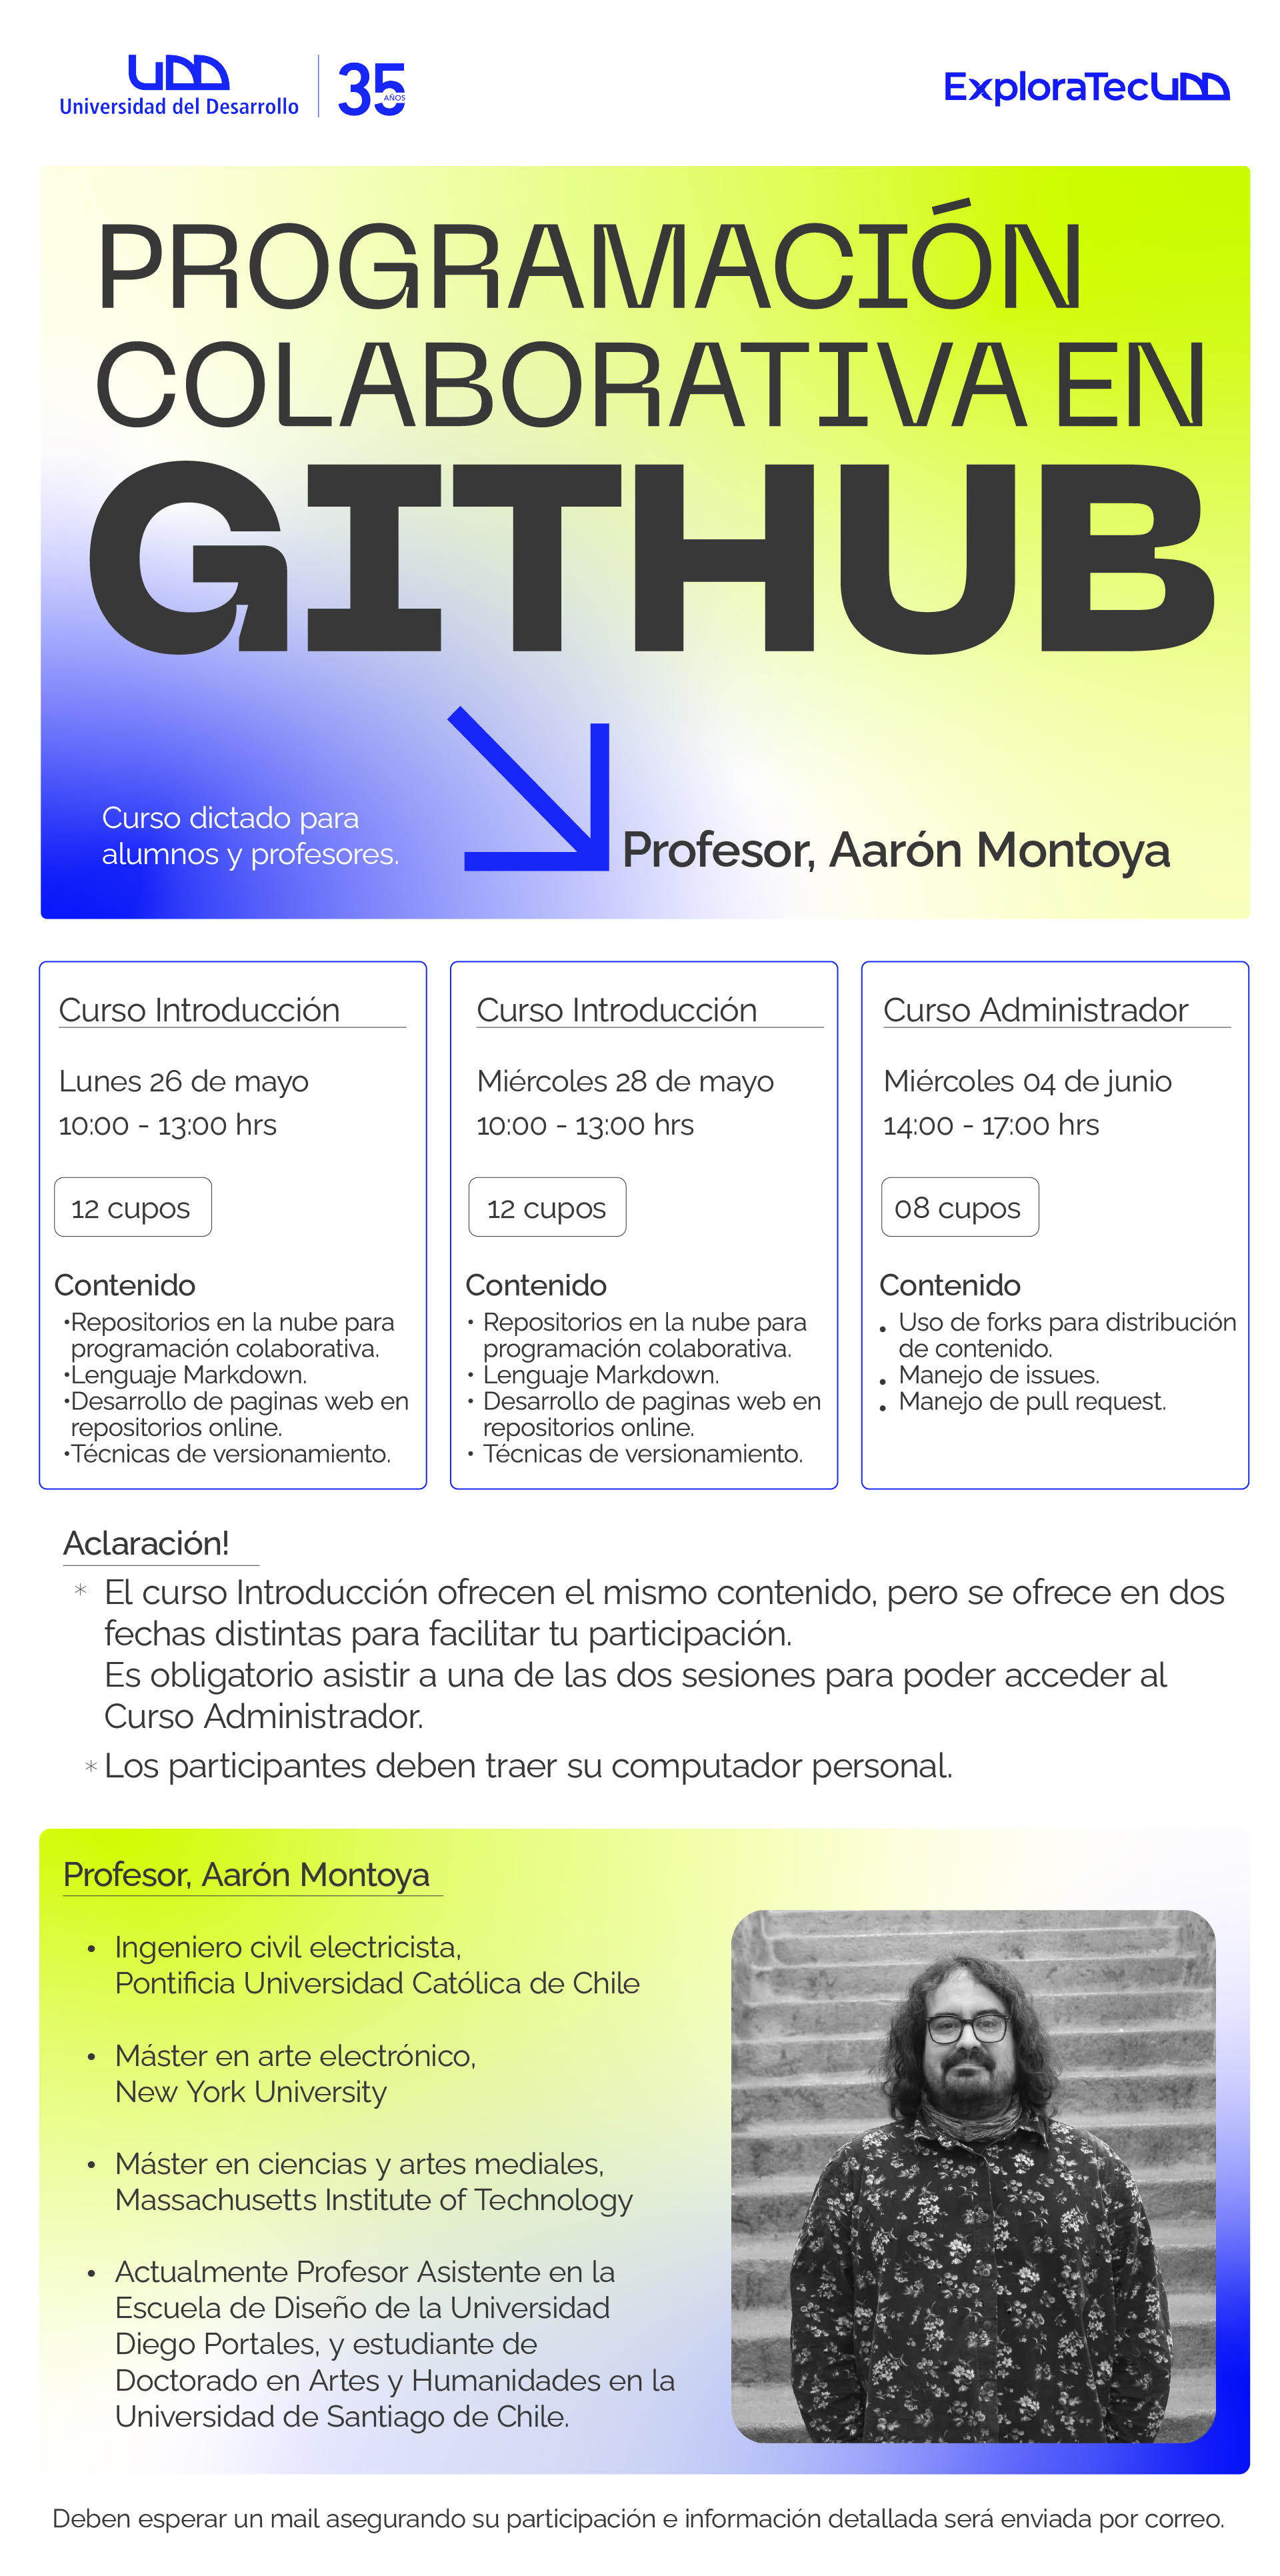 UDD
Universidad del Desarrollo
35
AÑOS
ExploraTecUDD
PROGRAMACIÓN
COLABORATIVA EN
GITHUB
Curso dictado para
alumnos y profesores.
Profesor, Aarón Montoya
Curso Introducción
Lunes 26 de mayo
10:00 - 13:00 hrs
12 cupos
Contenido
•Repositorios en la nube para
programación colaborativa.
•Lenguaje Markdown.
•Desarrollo de paginas web en
repositorios online.
•Técnicas de versionamiento.
Curso Introducción
Miércoles 28 de mayo
10:00 - 13:00 hrs
12 cupos
Contenido
• Repositorios en la nube para
programación colaborativa.
• Lenguaje Markdown.
• Desarrollo de paginas web en
repositorios online.
• Técnicas de versionamiento.
Curso Administrador
Miércoles 04 de junio
14:00 - 17:00 hrs
08 cupos
Contenido
• Uso de forks para distribución
de contenido.
• Manejo de issues.
• Manejo de pull request.
Aclaración!
* El curso Introducción ofrecen el mismo contenido, pero se ofrece en dos
fechas distintas para facilitar tu participación.
Es obligatorio asistir a una de las dos sesiones para poder acceder al
Curso Administrador.
* Los participantes deben traer su computador personal.
Profesor, Aarón Montoya
• Ingeniero civil electricista,
Pontificia Universidad Católica de Chile
• Máster en arte electrónico,
New York University
• Máster en ciencias y artes mediales,
Massachusetts Institute of Technology
• Actualmente Profesor Asistente en la
Escuela de Diseño de la Universidad
Diego Portales, y estudiante de
Doctorado en Artes y Humanidades en la
Universidad de Santiago de Chile.
Deben esperar un mail asegurando su participación e información detallada será enviada por correo.